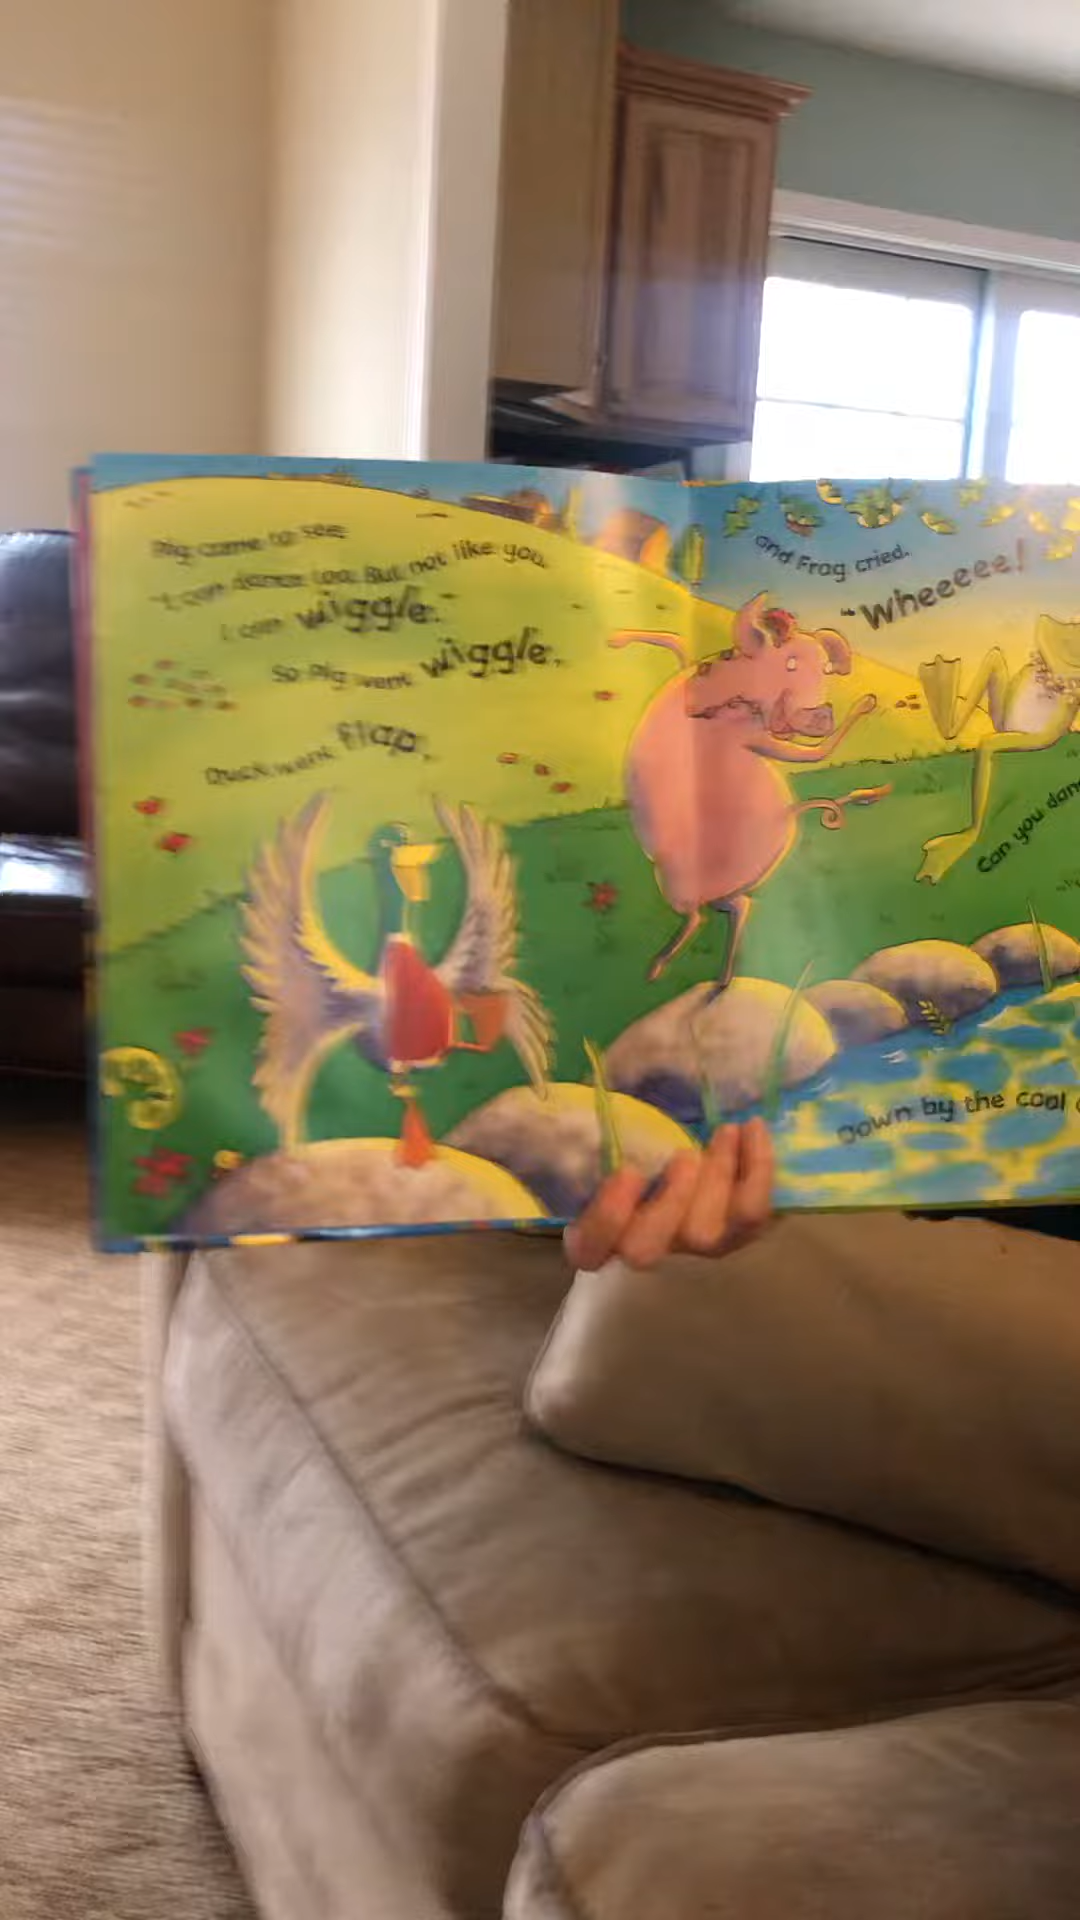 Pig came to see.
"I can dance too. But not like you.
I can wiggle."
So Pig went wiggle,
Duck went flap,
and Frog cried,
"Wheeeee!
Can you danc
Down by the cool